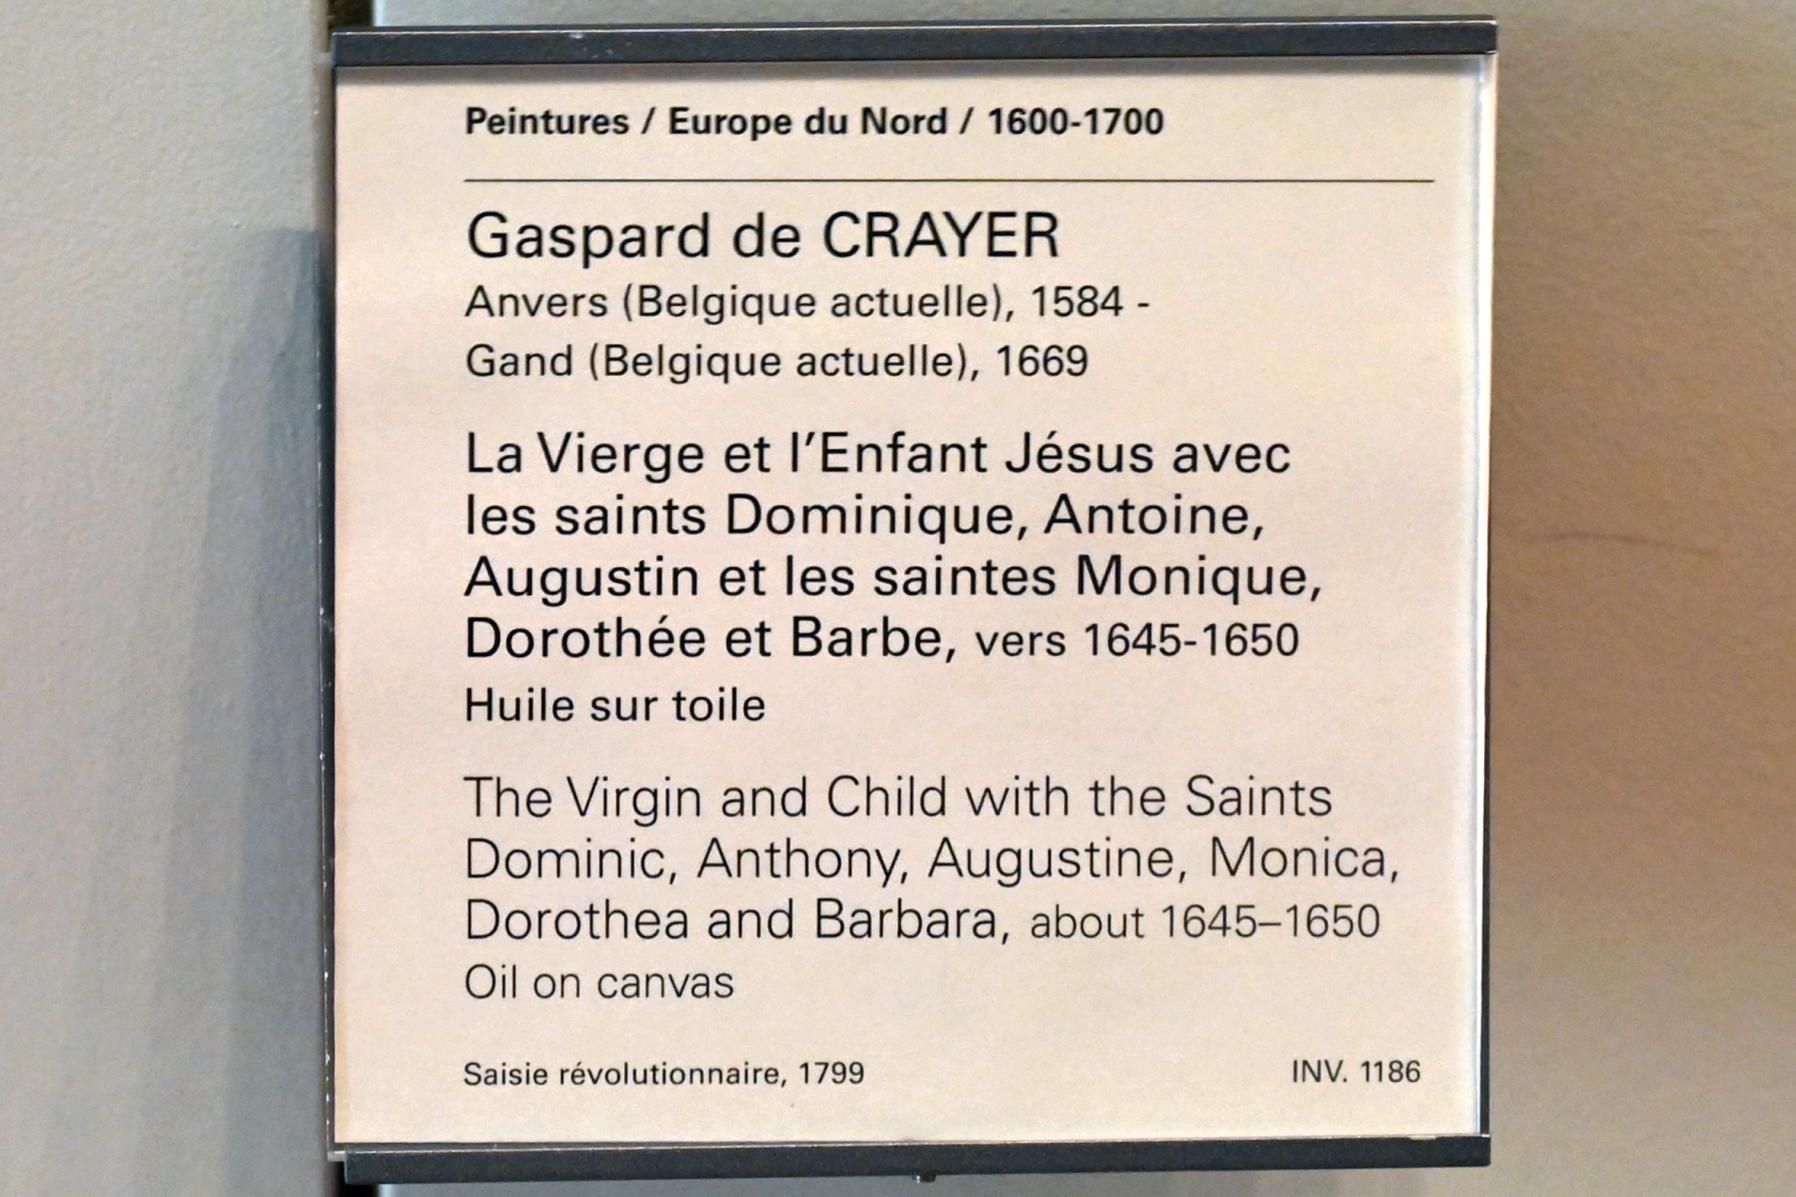 Peintures / Europe du Nord / 1600-1700
Gaspard de CRAYER
Anvers (Belgique actuelle), 1584 -
Gand (Belgique actuelle), 1669
La Vierge et l'Enfant Jésus avec
les saints Dominique, Antoine,
Augustin et les saintes Monique,
Dorothée et Barbe, vers 1645-1650
Huile sur toile
The Virgin and Child with the Saints
Dominic, Anthony, Augustine, Monica,
Dorothea and Barbara, about 1645–1650
Oil on canvas
Saisie révolutionnaire, 1799 INV. 1186